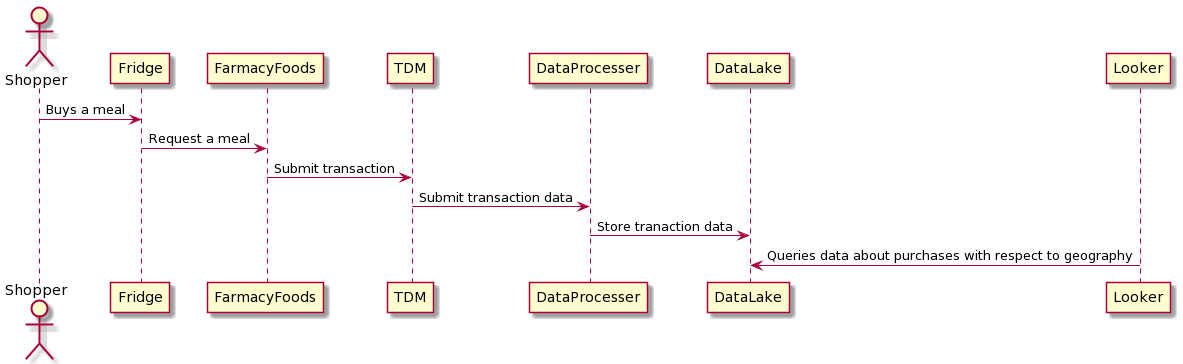 Shopper
Fridge
FarmacyFoods
TDM
DataProcesser
DataLake
Looker
Buys a meal
Request a meal
Submit transaction
Submit transaction data
Store tranaction data
Queries data about purchases with respect to geography
Shopper
Fridge
FarmacyFoods
TDM
DataProcesser
DataLake
Looker